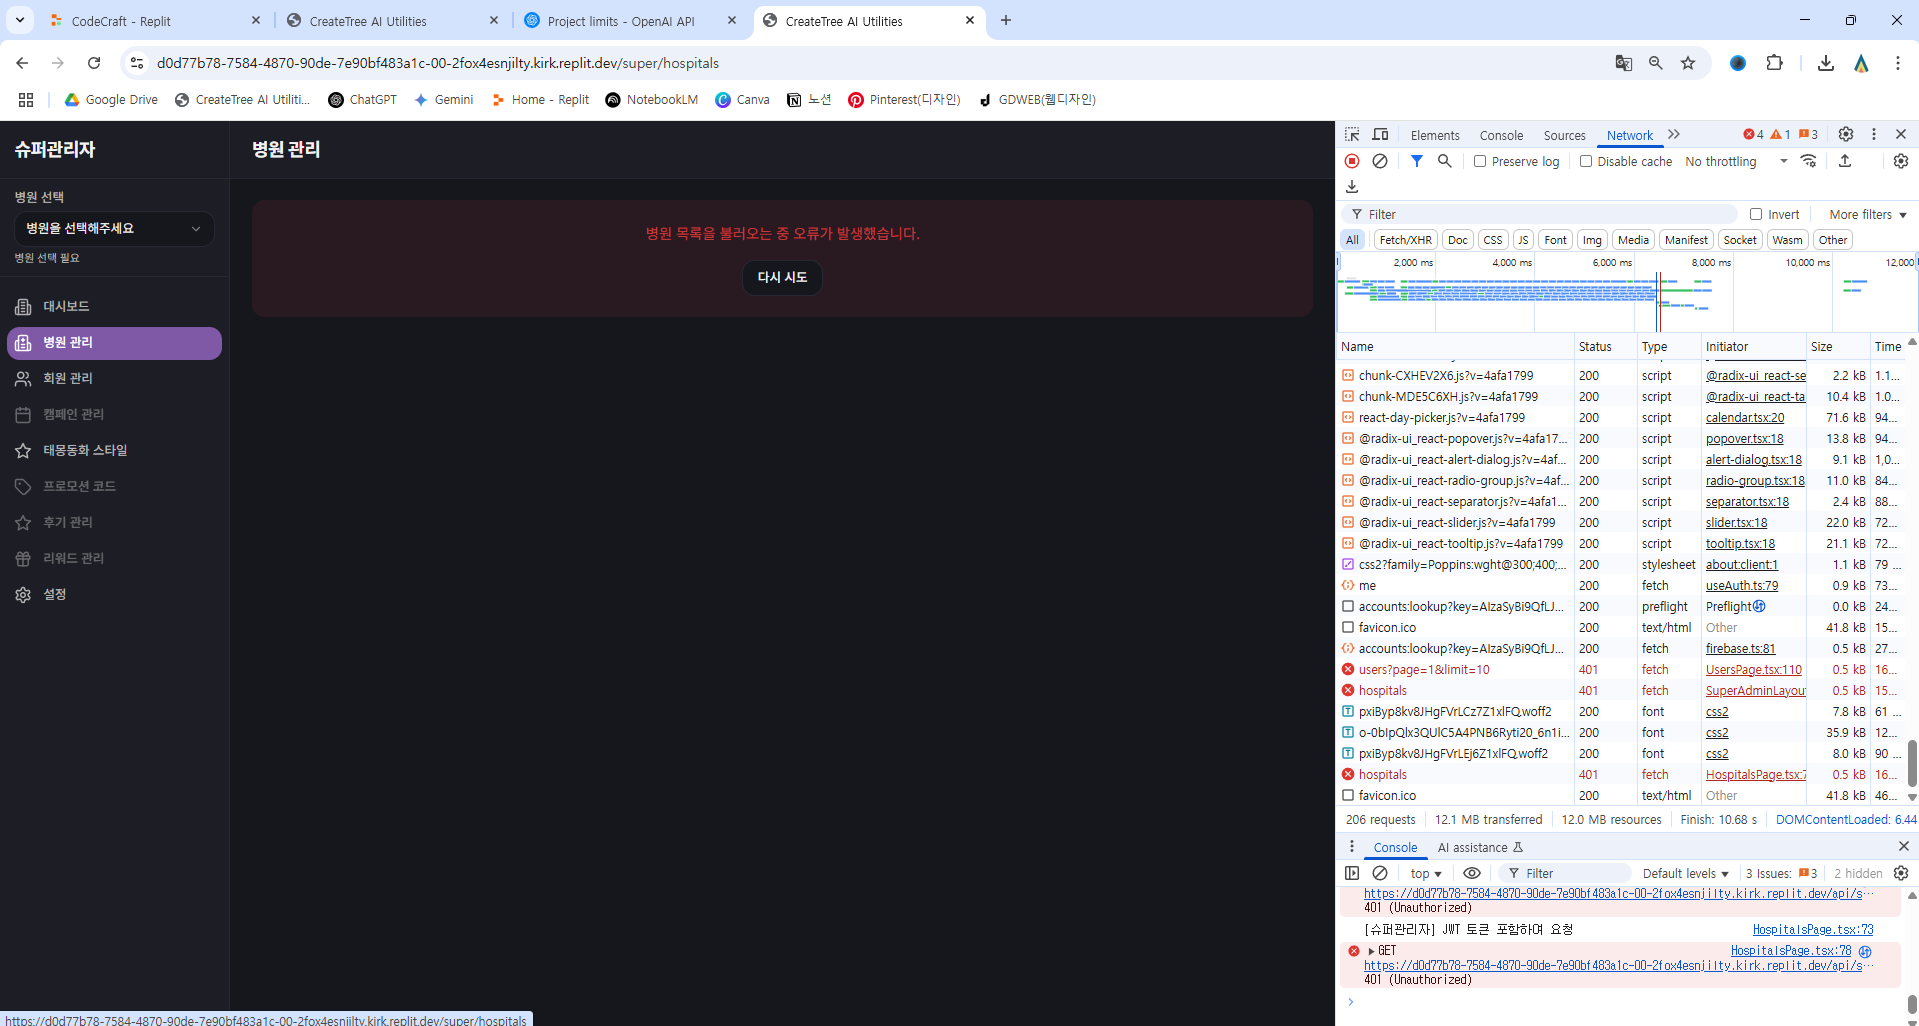 CodeCraft - Replit
CreateTree AI Utilities
Project limits - OpenAI API
CreateTree AI Utilities
d0d77b78-7584-4870-90de-7e90bf483a1c-00-2fox4esnjilty.kirk.replit.dev/super/hospitals
Google Drive
CreateTree AI Utiliti...
ChatGPT
Gemini
Home - Replit
NotebookLM
Canva
노션
Pinterest(디자인)
GDWEB(웹디자인)
슈퍼관리자
병원 선택
병원을 선택해주세요
병원 선택 필요
대시보드
병원 관리
회원 관리
캠페인 관리
태몽동화 스타일
프로모션 코드
후기 관리
리워드 관리
설정
https://d0d77b78-7584-4870-90de-7e90bf483a1c-00-2fox4esnjilty.kirk.replit.dev/super/hospitals
병원 관리
병원 목록을 불러오는 중 오류가 발생했습니다.
다시 시도
Elements Console Sources Network 4 1 3
Preserve log Disable cache No throttling
Filter Invert More filters
All Fetch/XHR Doc CSS JS Font Img Media Manifest Socket Wasm Other
2,000 ms 4,000 ms 6,000 ms 8,000 ms 10,000 ms 12,000
Name Status Type Initiator Size Time
chunk-CXHEV2X6.js?v=4afa1799 200 script @radix-ui_react-se 2.2 kB 1.1...
chunk-MDE5C6XH.js?v=4afa1799 200 script @radix-ui_react-ta 10.4 kB 1.0...
react-day-picker.js?v=4afa1799 200 script calendar.tsx:20 71.6 kB 94...
@radix-ui_react-popover.js?v=4afa17... 200 script popover.tsx:18 13.8 kB 94...
@radix-ui_react-alert-dialog.js?v=4af... 200 script alert-dialog.tsx:18 9.1 kB 1,0...
@radix-ui_react-radio-group.js?v=4af... 200 script radio-group.tsx:18 11.0 kB 84...
@radix-ui_react-separator.js?v=4afa1... 200 script separator.tsx:18 2.4 kB 88...
@radix-ui_react-slider.js?v=4afa1799 200 script slider.tsx:18 22.0 kB 72...
@radix-ui_react-tooltip.js?v=4afa1799 200 script tooltip.tsx:18 21.1 kB 72...
css2?family=Poppins:wght@300;400;... 200 stylesheet about:client:1 1.1 kB 79 ...
me 200 fetch useAuth.ts:79 0.9 kB 73...
accounts:lookup?key=AIzaSyBi9QfLJ... 200 preflight Preflight 0.0 kB 24...
favicon.ico 200 text/html Other 41.8 kB 15...
accounts:lookup?key=AIzaSyBi9QfLJ... 200 fetch firebase.ts:81 0.5 kB 27...
users?page=1&limit=10 401 fetch UsersPage.tsx:110 0.5 kB 16...
hospitals 401 fetch SuperAdminLayou 0.5 kB 15...
pxiByp8kv8JHgFVrLCz7Z1xlFQ.woff2 200 font css2 7.8 kB 61 ...
o-0bIpQlx3QUlC5A4PNB6Ryti20_6n1i... 200 font css2 35.9 kB 12...
pxiByp8kv8JHgFVrLEj6Z1xlFQ.woff2 200 font css2 8.0 kB 90 ...
hospitals 401 fetch HospitalsPage.tsx:7 0.5 kB 16...
favicon.ico 200 text/html Other 41.8 kB 46...
206 requests 12.1 MB transferred 12.0 MB resources Finish: 10.68 s DOMContentLoaded: 6.44
Console AI assistance
top Filter Default levels 3 Issues: 3 2 hidden
https://d0d77b78-7584-4870-90de-7e90bf483a1c-00-2fox4esnjilty.kirk.replit.dev/api/s…
401 (Unauthorized)
[슈퍼관리자] JWT 토큰 포함하여 요청 HospitalsPage.tsx:73
GET HospitalsPage.tsx:78
https://d0d77b78-7584-4870-90de-7e90bf483a1c-00-2fox4esnjilty.kirk.replit.dev/api/s…
401 (Unauthorized)